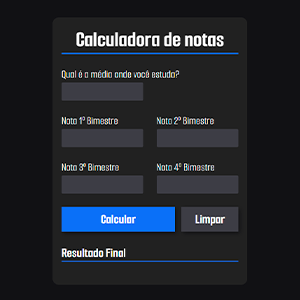 Calculadora de notas
Qual é a média onde você estuda?
Nota 1º Bimestre
Nota 2º Bimestre
Nota 3º Bimestre
Nota 4º Bimestre
Calcular
Limpar
Resultado Final